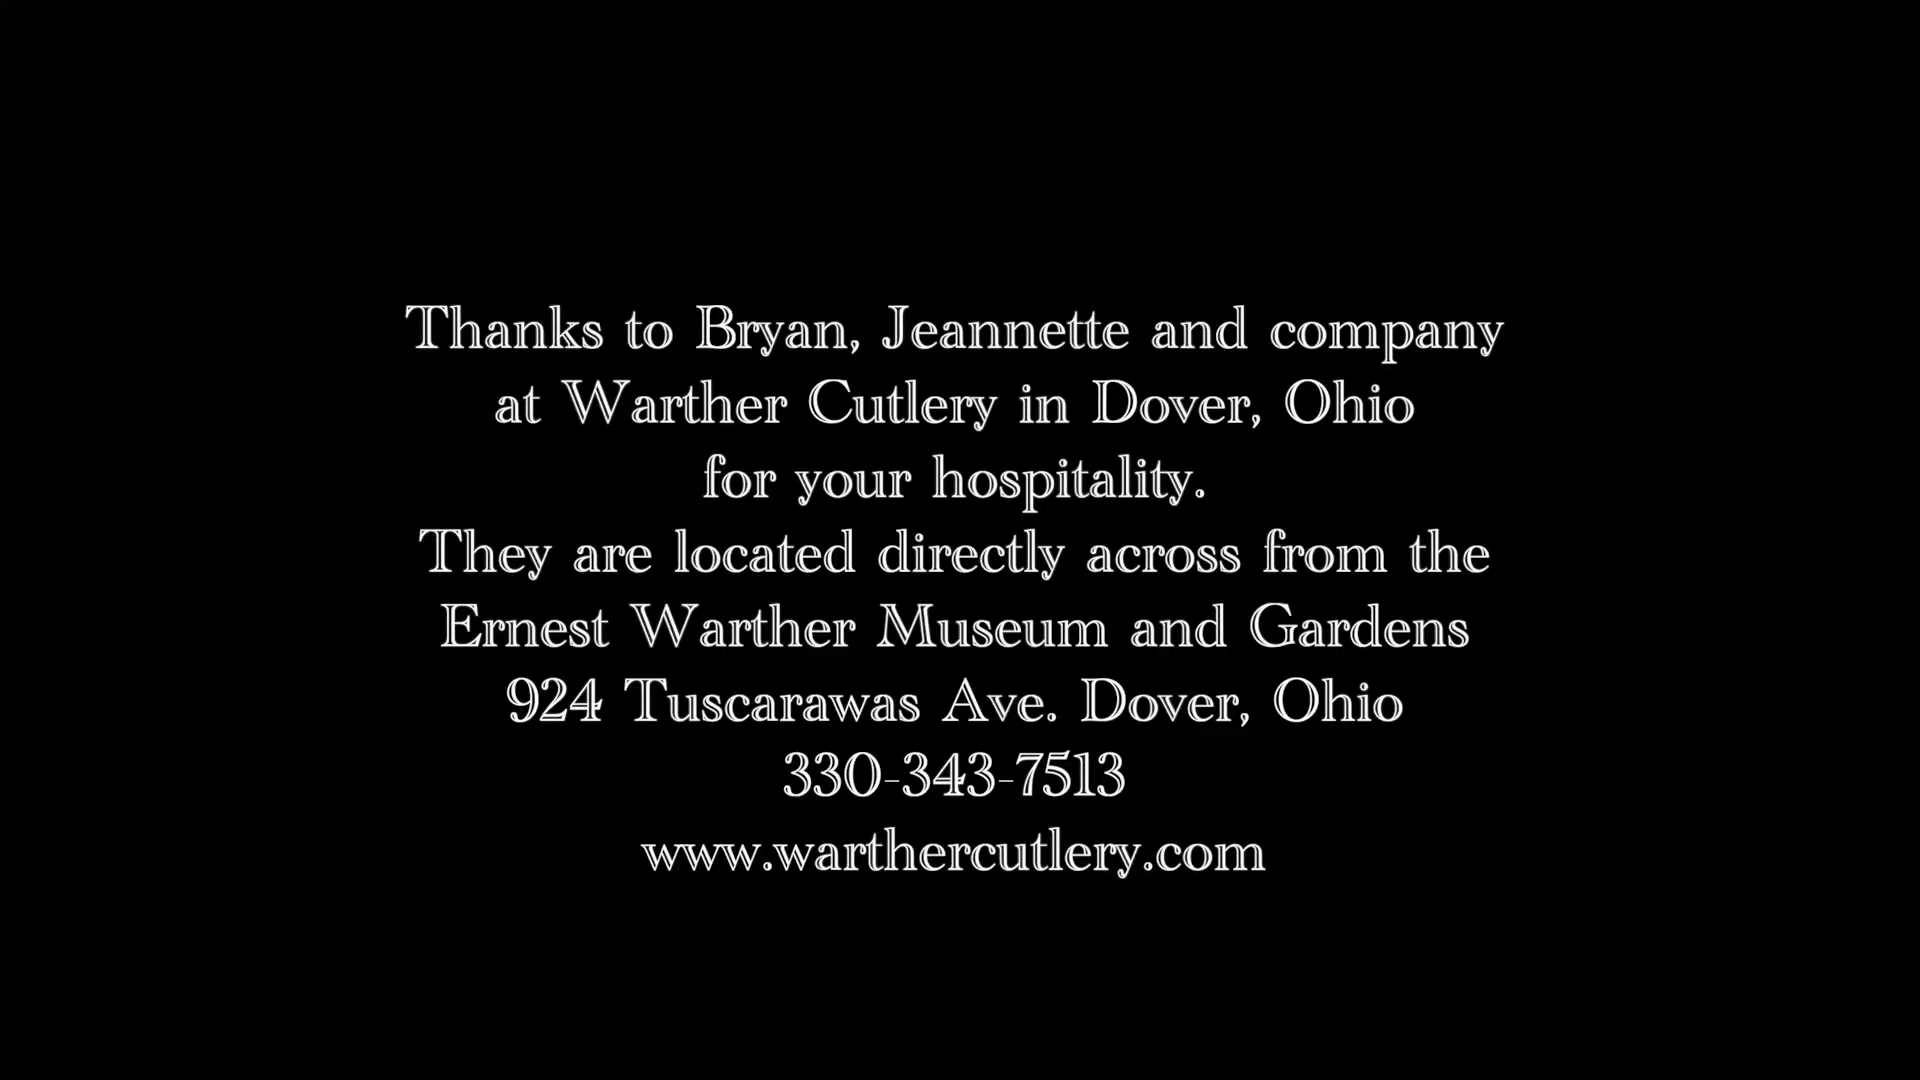 Thanks to Bryan, Jeannette and company
at Warther Cutlery in Dover, Ohio
for your hospitality.
They are located directly across from the
Ernest Warther Museum and Gardens
924 Tuscarawas Ave. Dover, Ohio
330-343-7513
www.warthercutlery.com